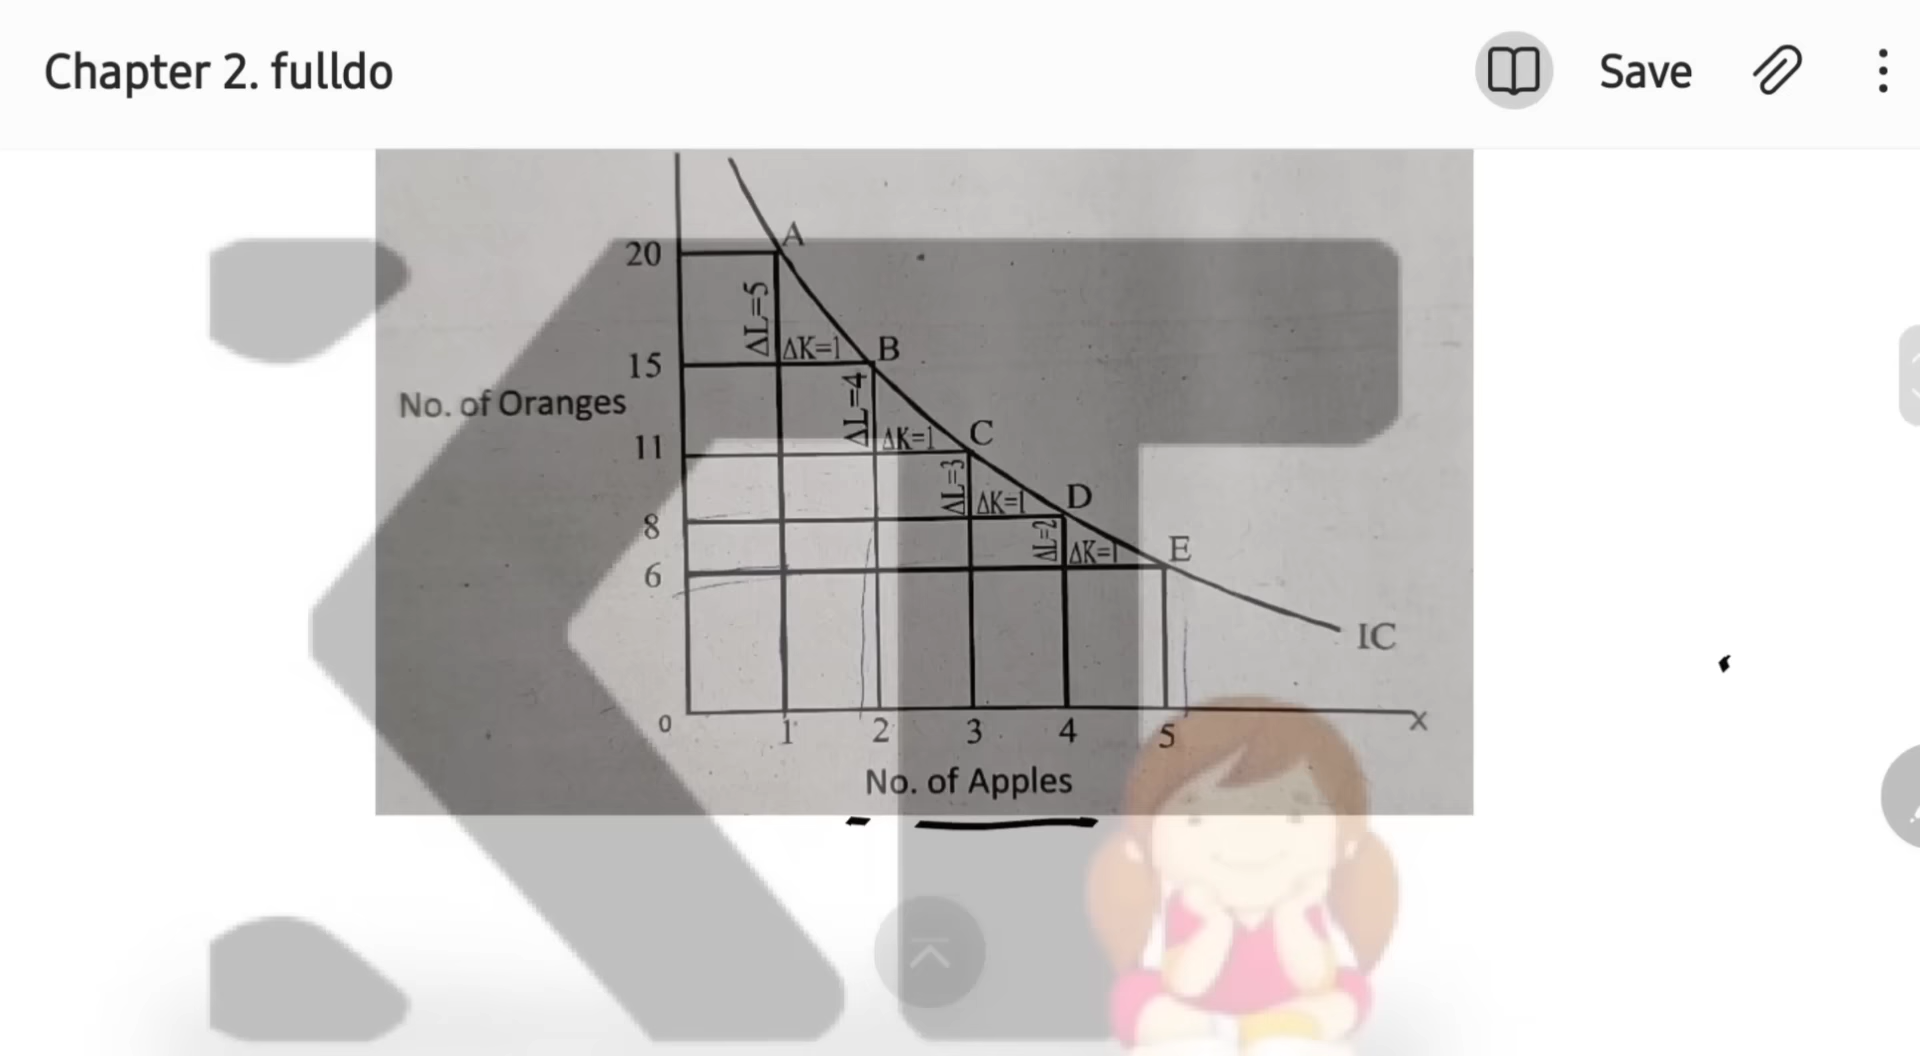 Chapter 2. fulldo
Save
A
20
ΔL=5
ΔK=1
B
15
ΔL=4
No. of Oranges
ΔK=1
C
11
ΔL=3
ΔK=1
D
8
ΔL=2
ΔK=1
E
6
IC
0
1
2
3
4
5
X
No. of Apples